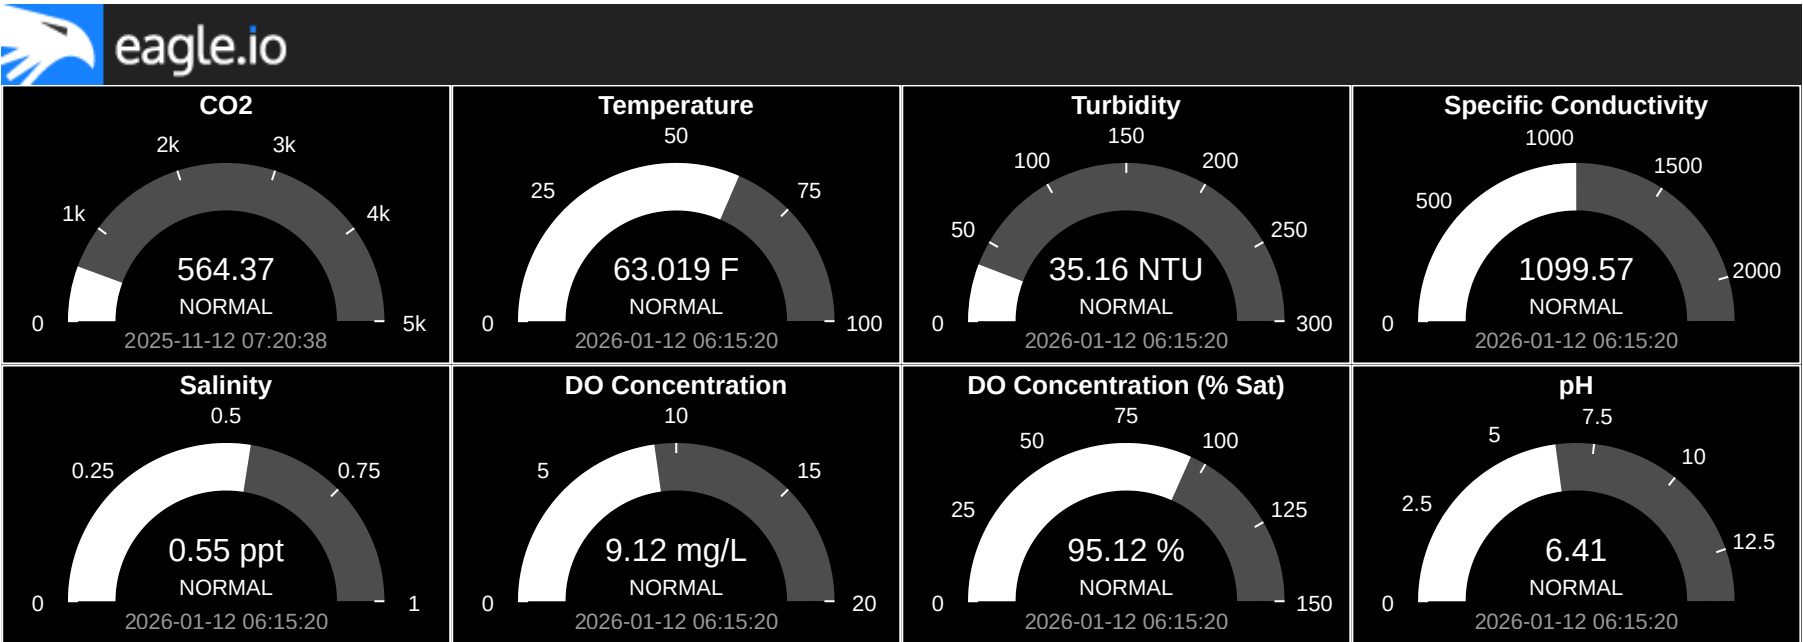 eagle.io
CO2
0
1k
2k
3k
4k
5k
564.37
NORMAL
2025-11-12 07:20:38
Temperature
0
25
50
75
100
63.019 F
NORMAL
2026-01-12 06:15:20
Turbidity
0
50
100
150
200
250
300
35.16 NTU
NORMAL
2026-01-12 06:15:20
Specific Conductivity
0
500
1000
1500
2000
1099.57
NORMAL
2026-01-12 06:15:20
Salinity
0
0.25
0.5
0.75
1
0.55 ppt
NORMAL
2026-01-12 06:15:20
DO Concentration
0
5
10
15
20
9.12 mg/L
NORMAL
2026-01-12 06:15:20
DO Concentration (% Sat)
0
25
50
75
100
125
150
95.12 %
NORMAL
2026-01-12 06:15:20
pH
0
2.5
5
7.5
10
12.5
6.41
NORMAL
2026-01-12 06:15:20